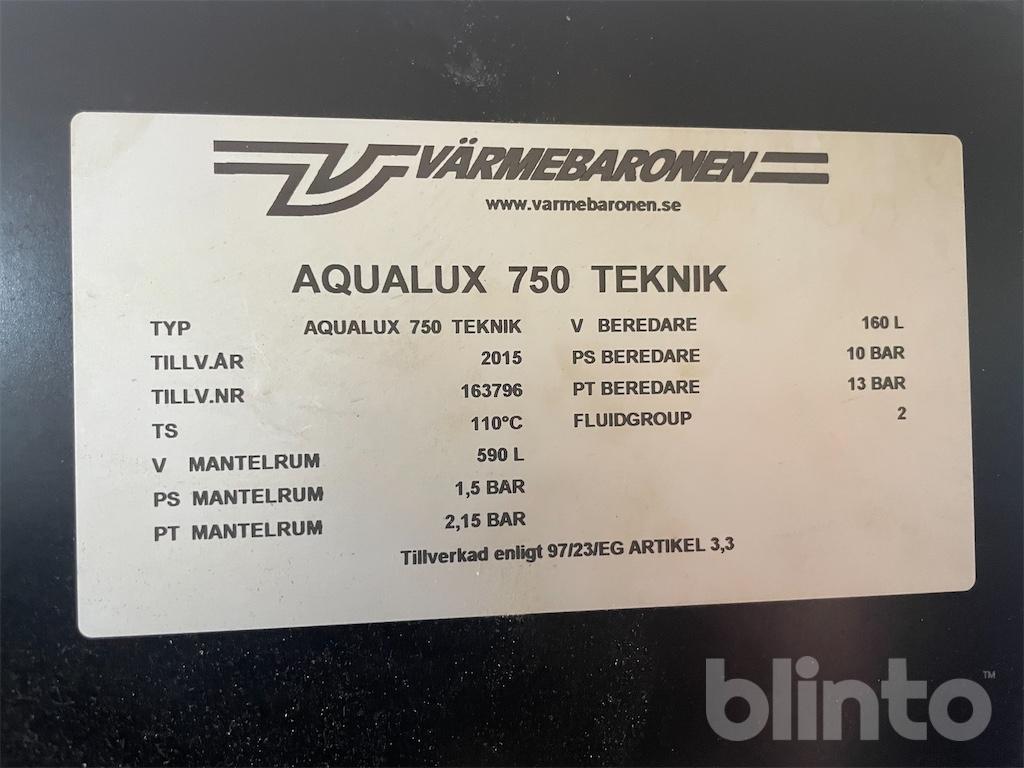 VÄRMEBARONEN
www.varmebaronen.se
AQUALUX 750 TEKNIK
TYP AQUALUX 750 TEKNIK
TILLV.ÅR 2015
TILLV.NR 163796
TS 110°C
V MANTELRUM 590 L
PS MANTELRUM 1,5 BAR
PT MANTELRUM 2,15 BAR
V BEREDARE 160 L
PS BEREDARE 10 BAR
PT BEREDARE 13 BAR
FLUIDGROUP 2
Tillverkad enligt 97/23/EG ARTIKEL 3,3
blinto™